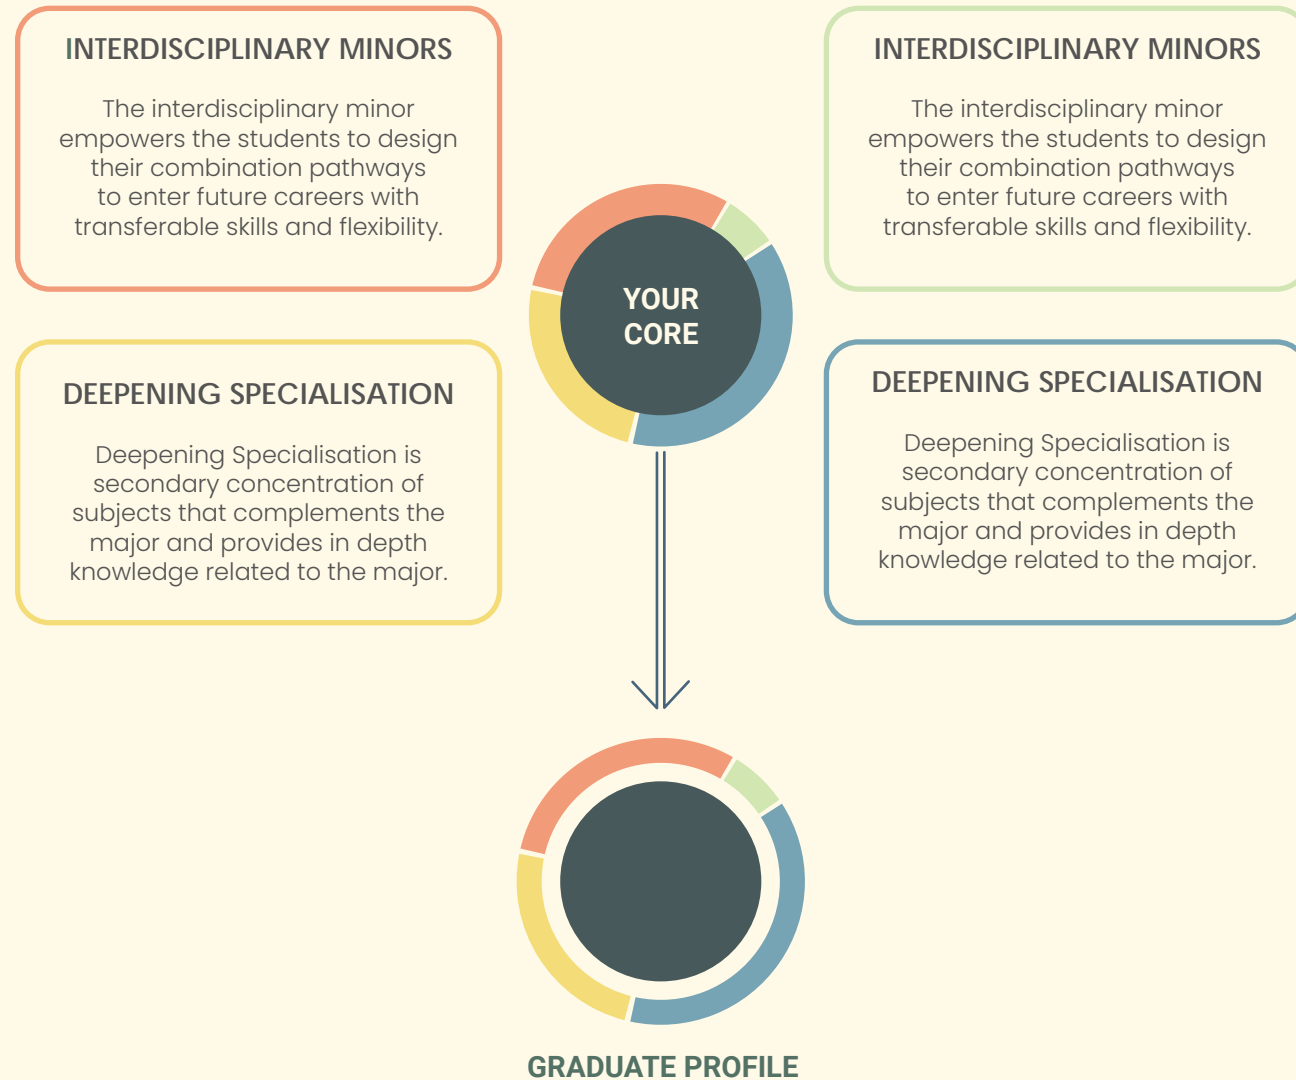 INTERDISCIPLINARY MINORS
The interdisciplinary minor
empowers the students to design
their combination pathways
to enter future careers with
transferable skills and flexibility.
DEEPENING SPECIALISATION
Deepening Specialisation is
secondary concentration of
subjects that complements the
major and provides in depth
knowledge related to the major.
YOUR
CORE
INTERDISCIPLINARY MINORS
The interdisciplinary minor
empowers the students to design
their combination pathways
to enter future careers with
transferable skills and flexibility.
DEEPENING SPECIALISATION
Deepening Specialisation is
secondary concentration of
subjects that complements the
major and provides in depth
knowledge related to the major.
GRADUATE PROFILE